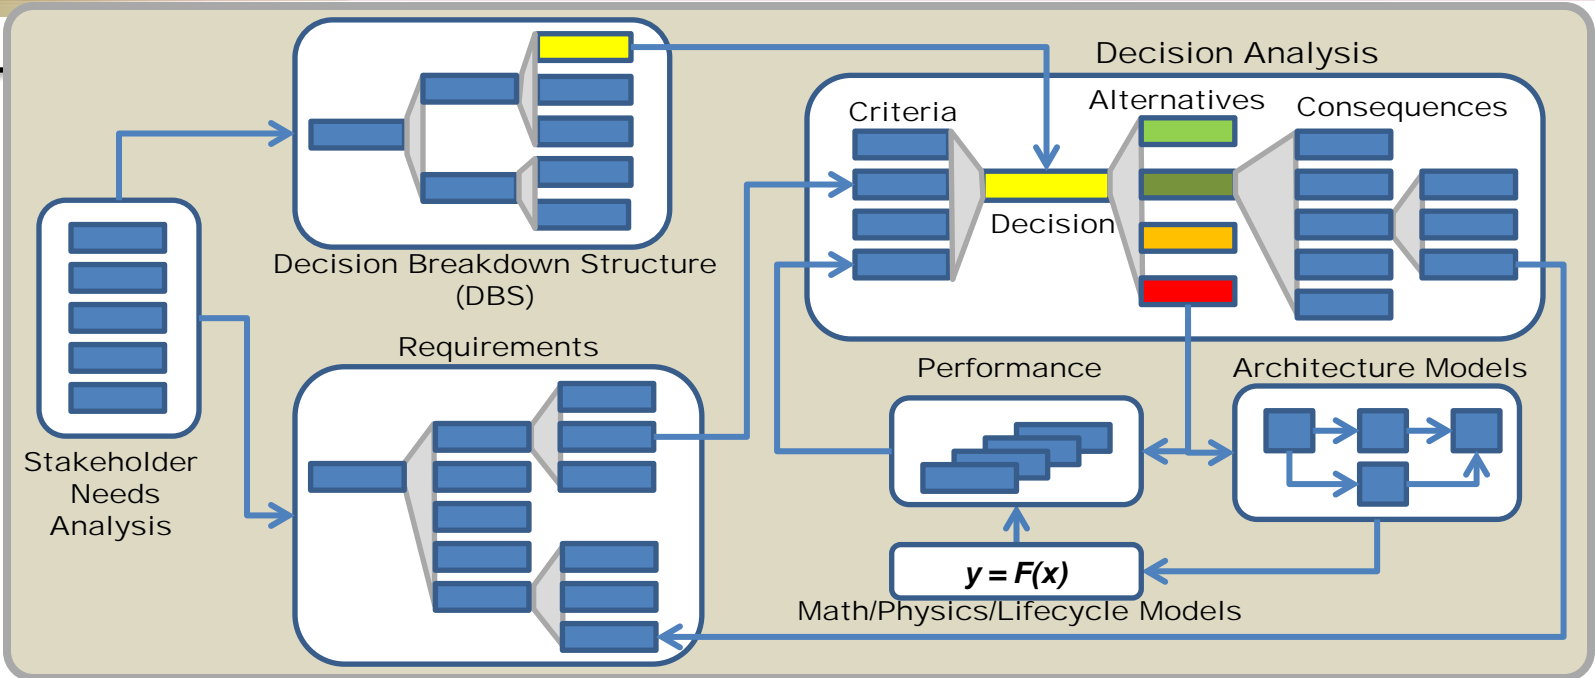 Decision Analysis
Criteria
Alternatives
Consequences
Decision
Decision Breakdown Structure
(DBS)
Stakeholder
Needs
Analysis
Requirements
Performance
Architecture Models
y = F(x)
Math/Physics/Lifecycle Models